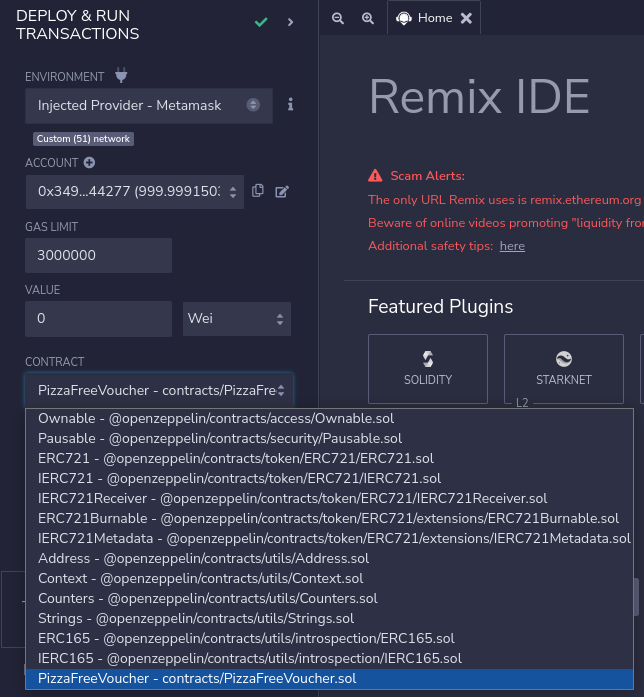 DEPLOY & RUN
TRANSACTIONS
ENVIRONMENT
Injected Provider - Metamask
Custom (51) network
ACCOUNT
0x349...44277 (999.999150
GAS LIMIT
3000000
VALUE
0
Wei
CONTRACT
PizzaFreeVoucher - contracts/PizzaFre
Ownable - @openzeppelin/contracts/access/Ownable.sol
Pausable - @openzeppelin/contracts/security/Pausable.sol
ERC721 - @openzeppelin/contracts/token/ERC721/ERC721.sol
IERC721 - @openzeppelin/contracts/token/ERC721/IERC721.sol
IERC721Receiver - @openzeppelin/contracts/token/ERC721/IERC721Receiver.sol
ERC721Burnable - @openzeppelin/contracts/token/ERC721/extensions/ERC721Burnable.sol
IERC721Metadata - @openzeppelin/contracts/token/ERC721/extensions/IERC721Metadata.sol
Address - @openzeppelin/contracts/utils/Address.sol
Context - @openzeppelin/contracts/utils/Context.sol
Counters - @openzeppelin/contracts/utils/Counters.sol
Strings - @openzeppelin/contracts/utils/Strings.sol
ERC165 - @openzeppelin/contracts/utils/introspection/ERC165.sol
IERC165 - @openzeppelin/contracts/utils/introspection/IERC165.sol
PizzaFreeVoucher - contracts/PizzaFreeVoucher.sol
Home
Remix IDE
Scam Alerts:
The only URL Remix uses is remix.ethereum.org
Beware of online videos promoting "liquidity fro
Additional safety tips: here
Featured Plugins
SOLIDITY
STARKNET
L2